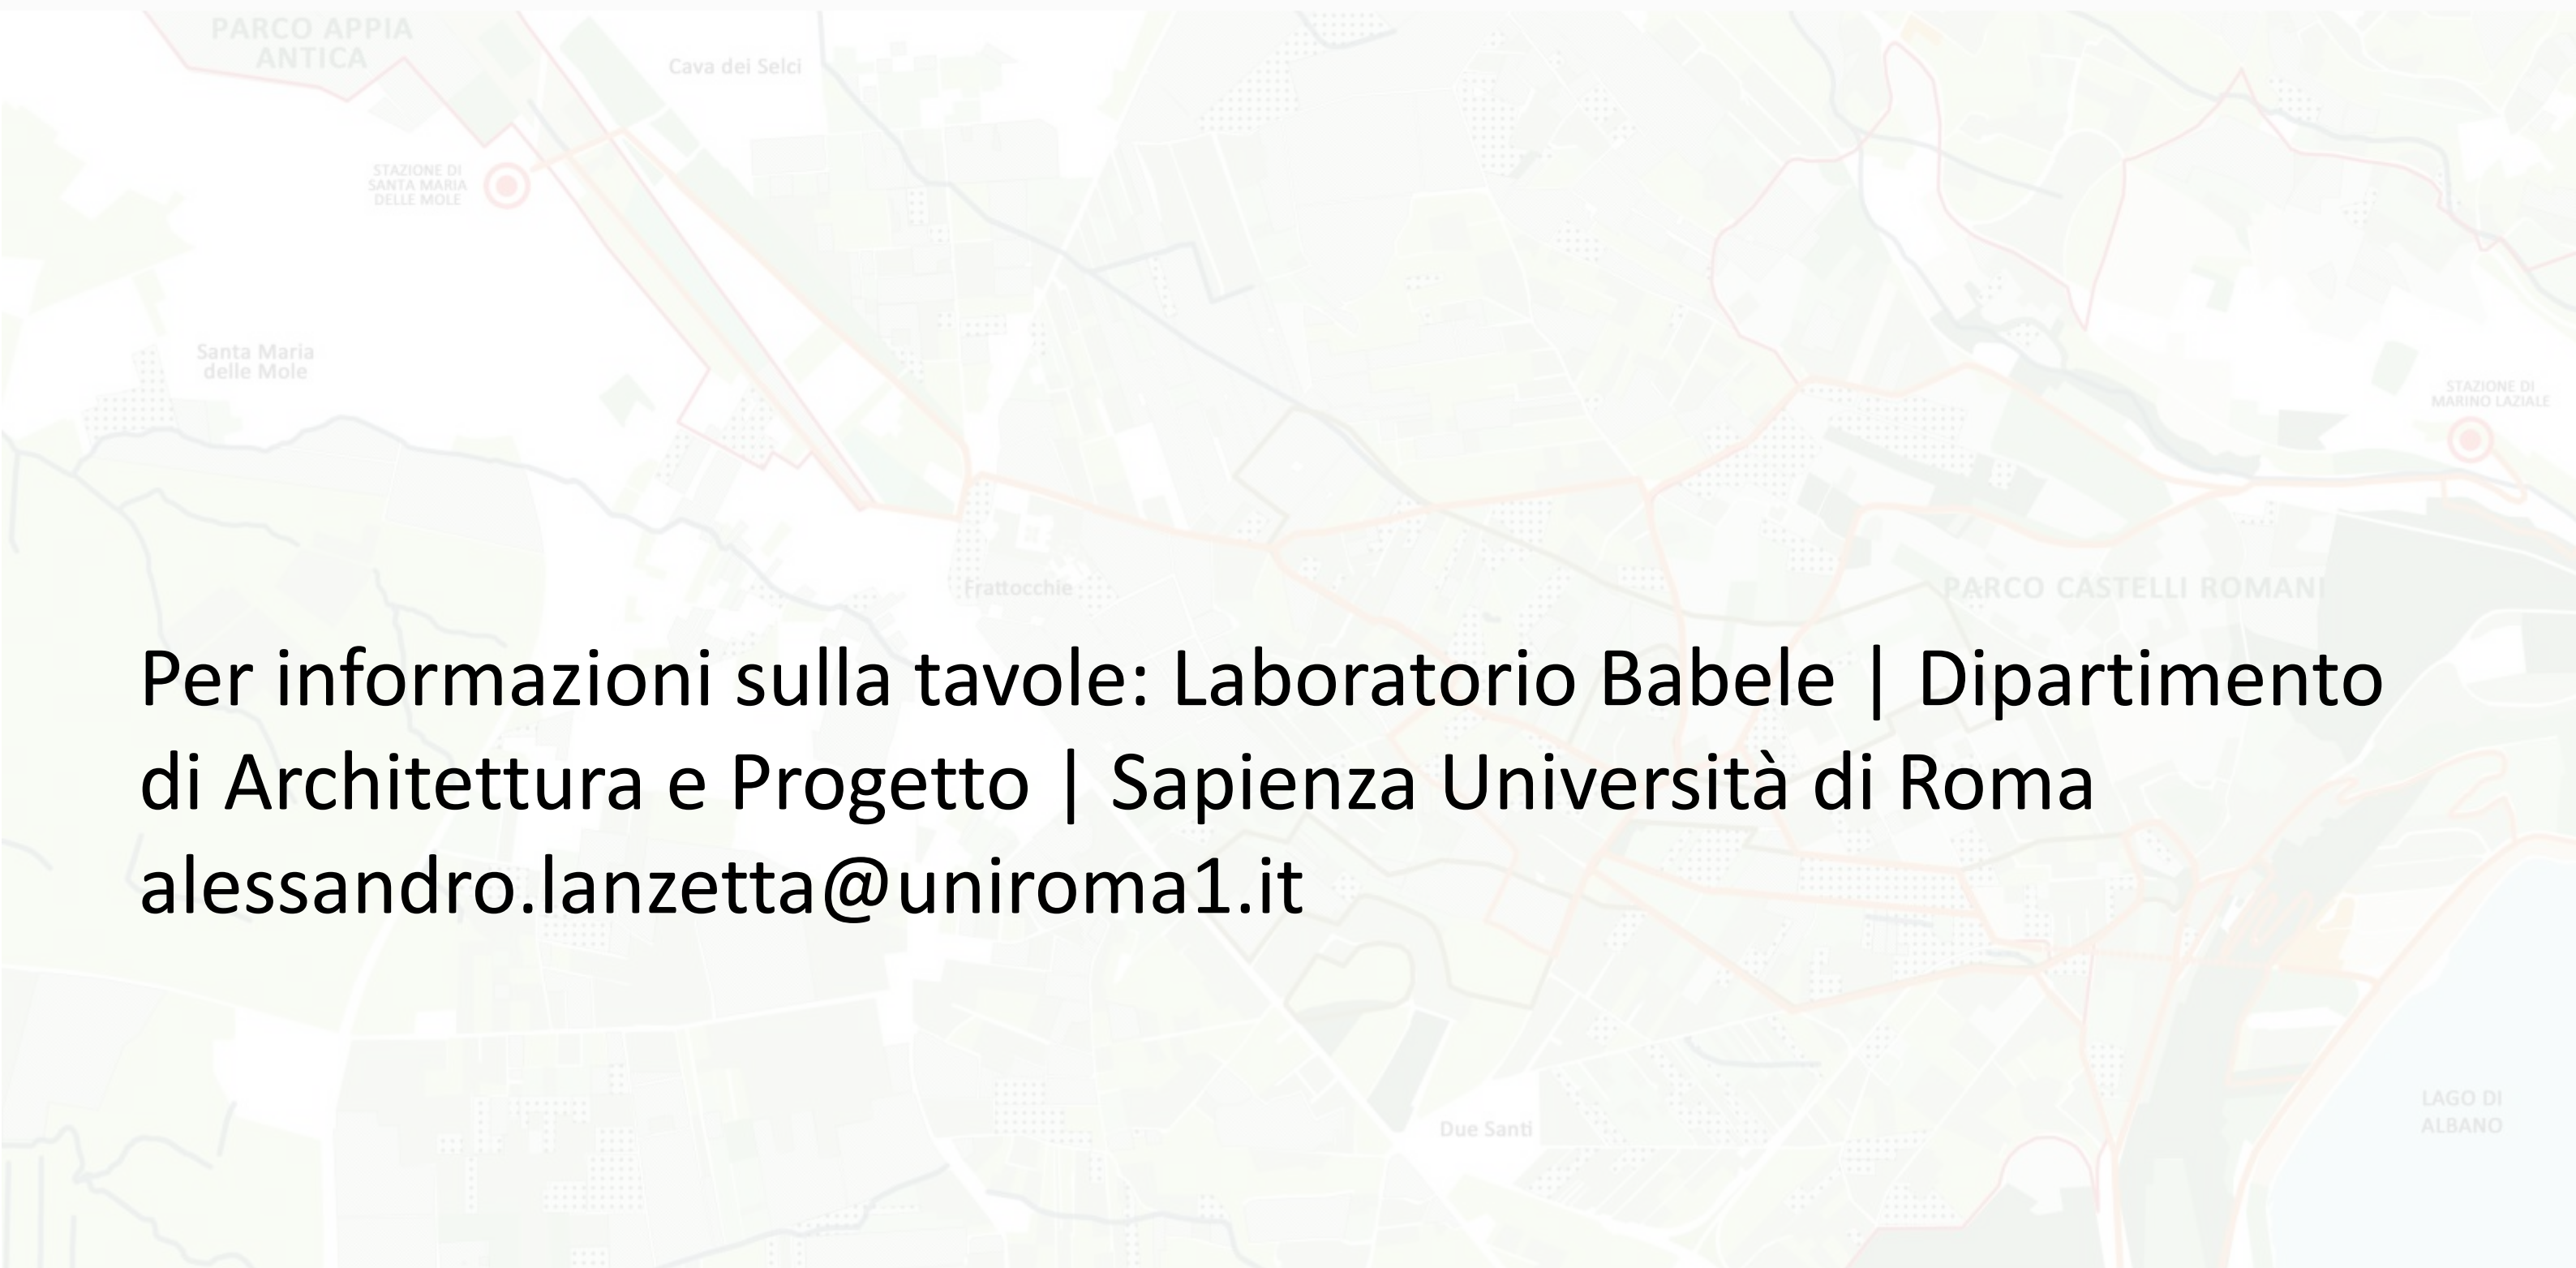 PARCO APPIA
ANTICA
Cava dei Selci
STAZIONE DI
SANTA MARIA
DELLE MOLE
Santa Maria
delle Mole
STAZIONE DI
MARINO LAZIALE
Frattocchie
PARCO CASTELLI ROMANI
Per informazioni sulla tavole: Laboratorio Babele | Dipartimento
di Architettura e Progetto | Sapienza Università di Roma
alessandro.lanzetta@uniroma1.it
LAGO DI
ALBANO
Due Santi